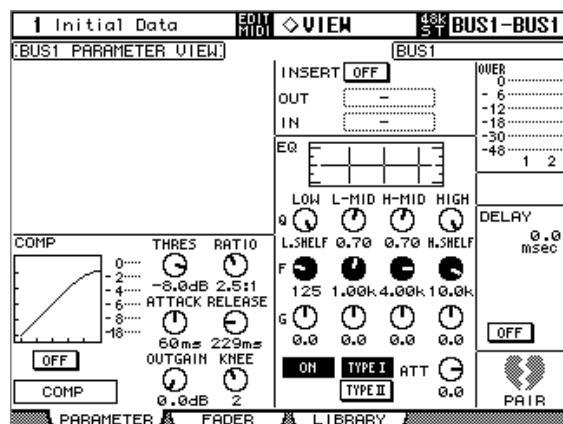 1 Initial Data EDIT MIDI ◇VIEW 48k ST BUS1-BUS1
BUS1 PARAMETER VIEW
BUS1
INSERT OFF
OUT -
IN -
OVER
0
-6
-12
-18
-30
-48
1 2
EQ
LOW L-MID H-MID HIGH
Q
L.SHELF 0.70 0.70 H.SHELF
F
125 1.00k 4.00k 10.0k
G
0.0 0.0 0.0 0.0
ON TYPE I ATT
TYPE II 0.0
DELAY
0.0
msec
OFF
PAIR
COMP
0
-2
-4
-6
-8
-18
THRES RATIO
-8.0dB 2.5:1
ATTACK RELEASE
60ms 229ms
OUTGAIN KNEE
0.0dB 2
OFF
COMP
PARAMETER FADER LIBRARY